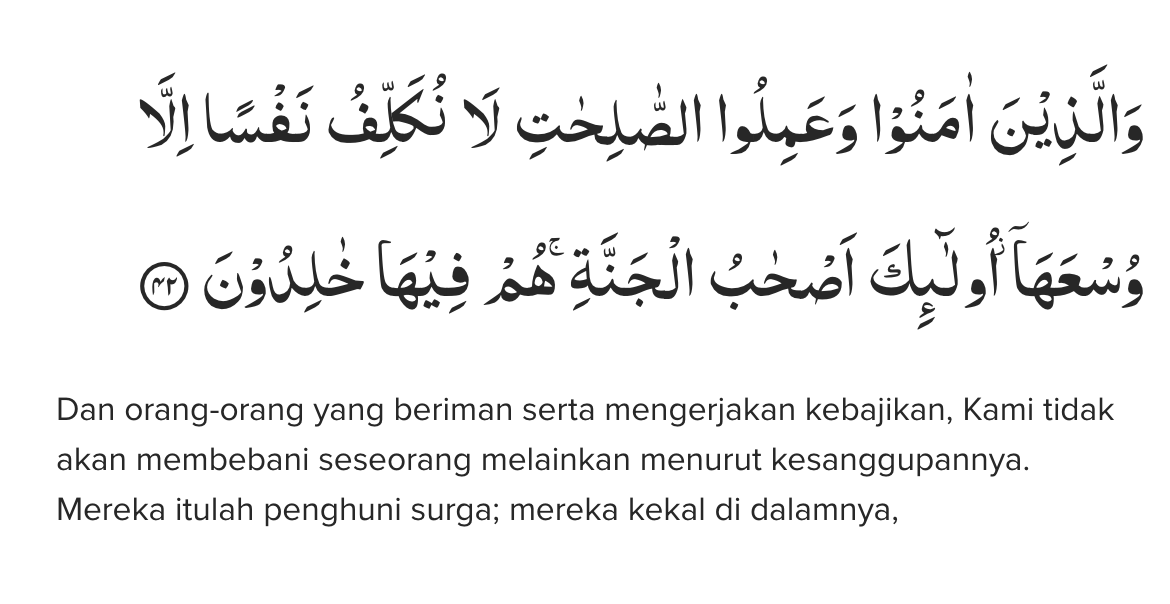 وَالَّذِيْنَ اٰمَنُوْا وَعَمِلُوا الصّٰلِحٰتِ لَا نُكَلِّفُ نَفْسًا اِلَّا
وُسْعَهَآ ۖاُولٰۤىِٕكَ اَصْحٰبُ الْجَنَّةِ ۚهُمْ فِيْهَا خٰلِدُوْنَ ٤٢
Dan orang-orang yang beriman serta mengerjakan kebajikan, Kami tidak
akan membebani seseorang melainkan menurut kesanggupannya.
Mereka itulah penghuni surga; mereka kekal di dalamnya,